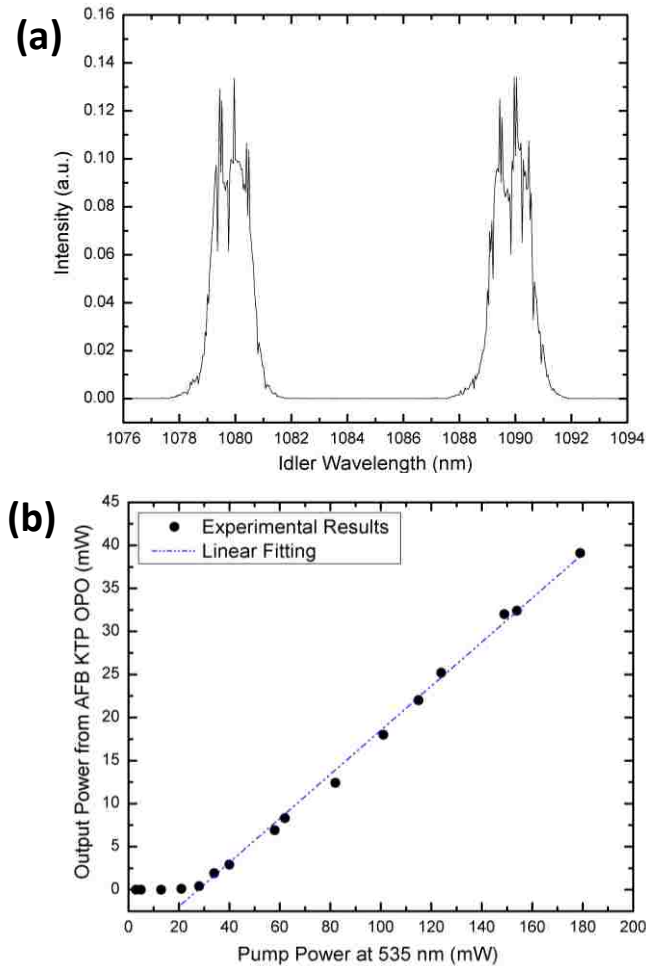 (a)
0.16
0.14
0.12
0.10
0.08
0.06
0.04
0.02
0.00
Intensity (a.u.)
1076 1078 1080 1082 1084 1086 1088 1090 1092 1094
Idler Wavelength (nm)
(b)
45
40
35
30
25
20
15
10
5
0
Output Power from AFB KTP OPO (mW)
Experimental Results
Linear Fitting
0 20 40 60 80 100 120 140 160 180 200
Pump Power at 535 nm (mW)